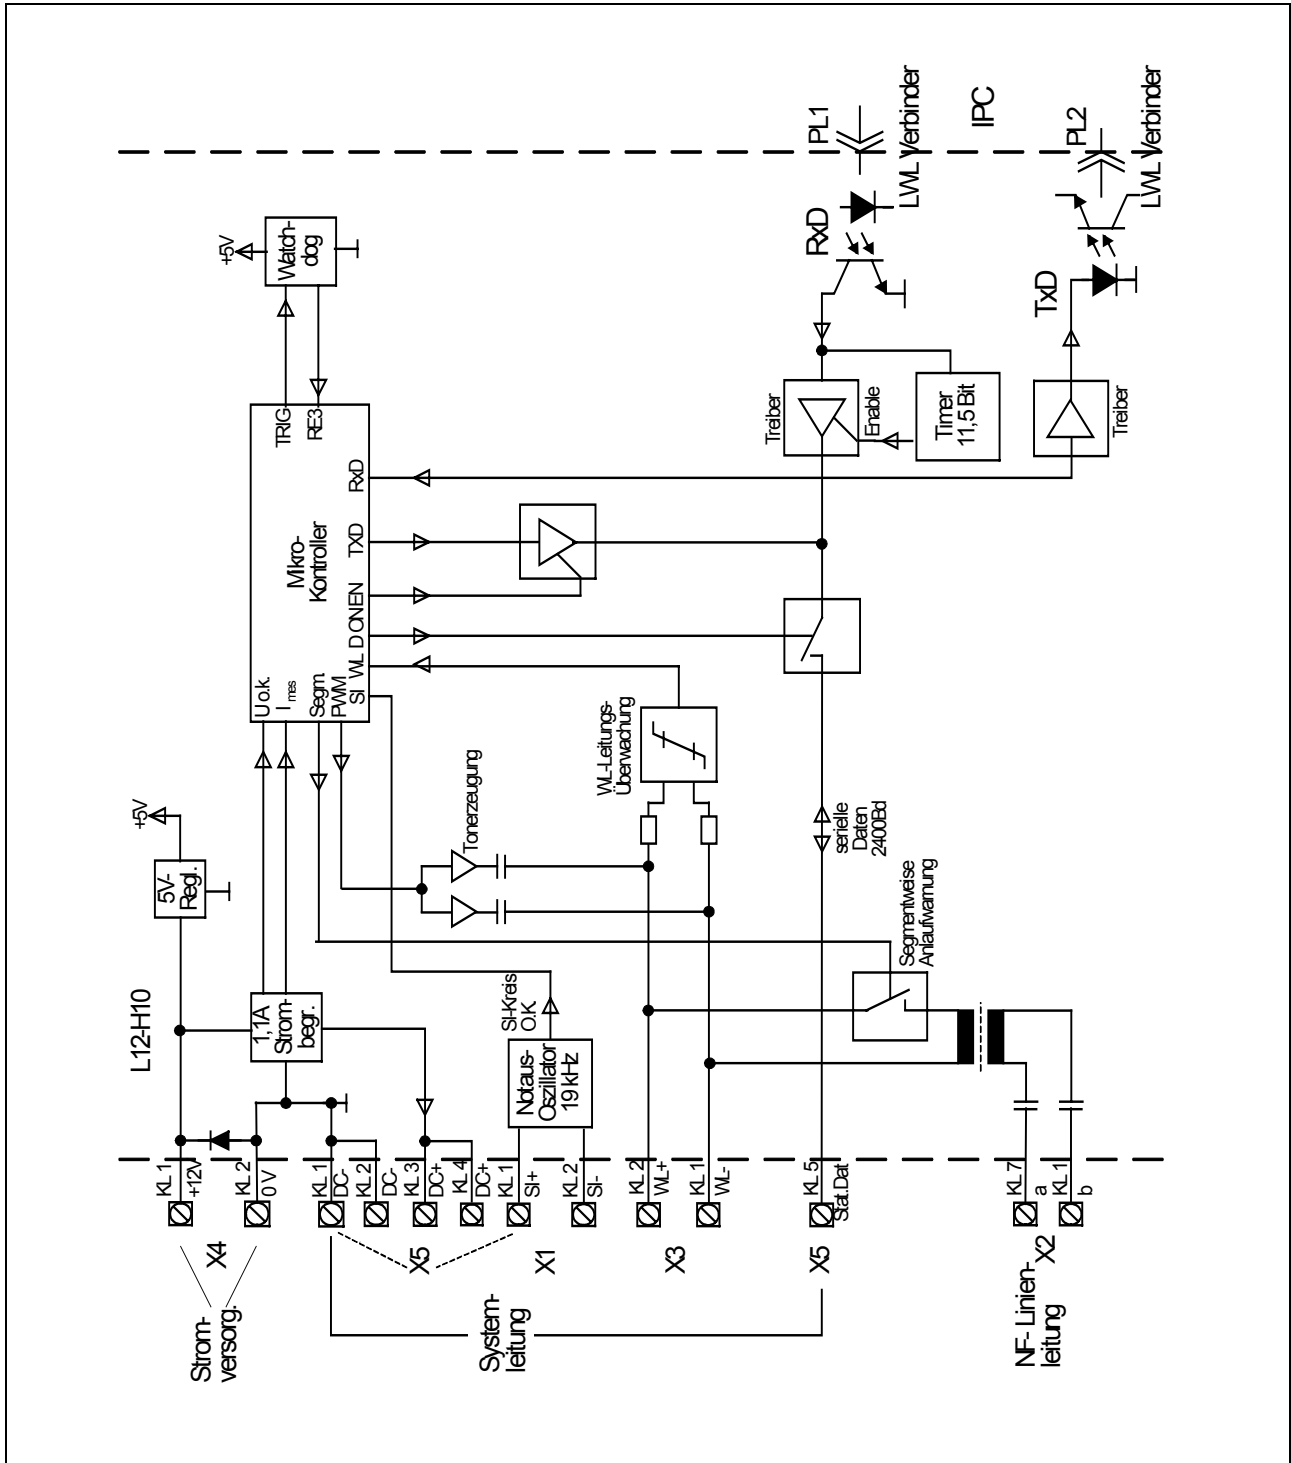 Strom-
versorg.
X4
KL 1
+12V
KL 2
0 V
L12-H10
5V-
Regl.
+5V
1,1A
Strom-
begr.
System-
leitung
X5
KL 1
DC-
KL 2
DC-
KL 3
DC+
KL 4
DC+
X1
KL 1
SI+
KL 2
SI-
Notaus-
Oszillator
19 kHz
SI-Kreis
O.K.
Tonerzeugung
U o.k.
I mes
Segm.
PWM
SI
WL
D ON
EN
TXD
RxD
TRIG
RE3
Mikro-
Kontroller
+5V
Watch-
dog
X3
KL 2
WL+
KL 1
WL-
WL-Leitungs-
Überwachung
X5
KL 5
Stat.Dat
serielle
Daten
2400Bd
Segmentweise
Anlaufwarnung
Treiber
Enable
Timer
11,5 Bit
Treiber
RxD
TxD
PL1
LWL Verbinder
IPC
PL2
LWL Verbinder
NF- Linien-
leitung
X2
KL 7
a
KL 1
b